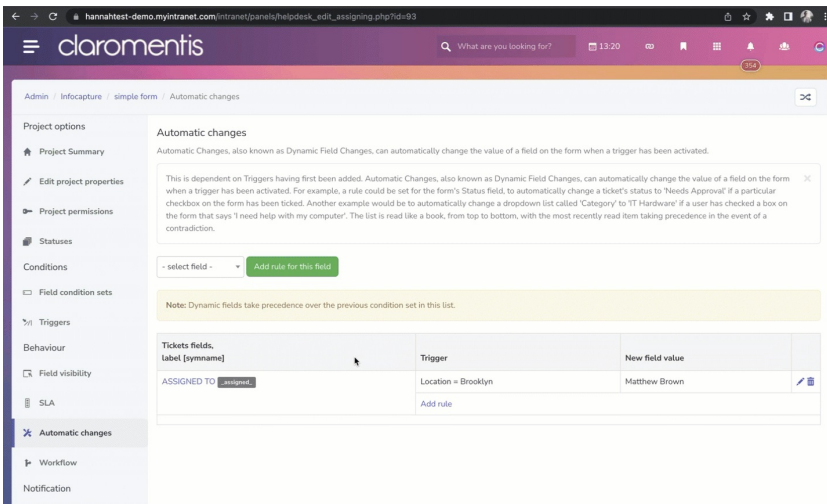 hannahtest-demo.myintranet.com/intranet/panels/helpdesk_edit_assigning.php?id=93
claromentis
What are you looking for?
13:20
354
Admin / Infocapture / simple form / Automatic changes
Project options
Project Summary
Edit project properties
Project permissions
Statuses
Conditions
Field condition sets
Triggers
Behaviour
Field visibility
SLA
Automatic changes
Workflow
Notification
Automatic changes
Automatic Changes, also known as Dynamic Field Changes, can automatically change the value of a field on the form when a trigger has been activated.
This is dependent on Triggers having first been added. Automatic Changes, also known as Dynamic Field Changes, can automatically change the value of a field on the form
when a trigger has been activated. For example, a rule could be set for the form's Status field, to automatically change a ticket's status to 'Needs Approval' if a particular
checkbox on the form has been ticked. Another example would be to automatically change a dropdown list called 'Category' to 'IT Hardware' if a user has checked a box on
the form that says 'I need help with my computer'. The list is read like a book, from top to bottom, with the most recently read item taking precedence in the event of a
contradiction.
- select field -
Add rule for this field
Note: Dynamic fields take precedence over the previous condition set in this list.
Tickets fields,
label [symname]
Trigger
New field value
ASSIGNED TO _assigned_
Location = Brooklyn
Matthew Brown
Add rule